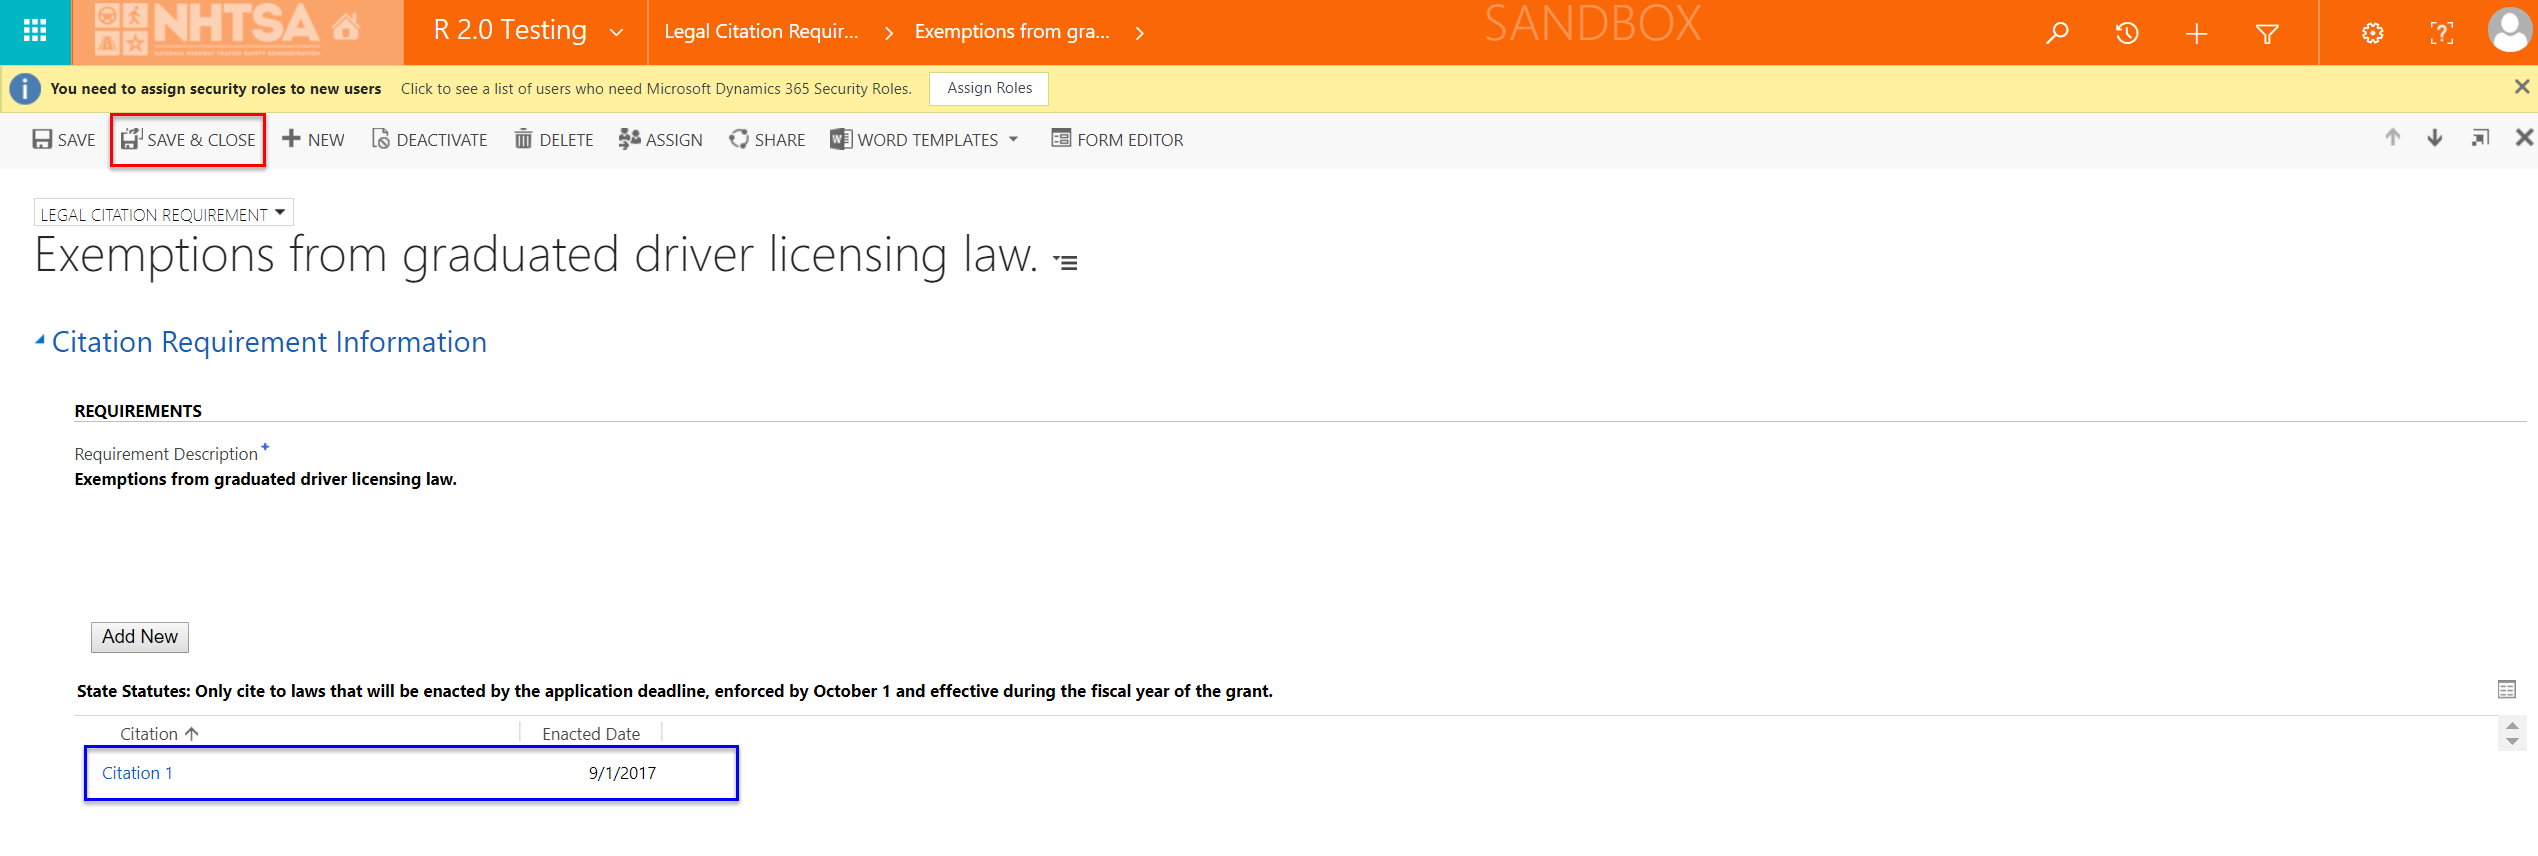 NHTSA
NATIONAL HIGHWAY TRAFFIC SAFETY ADMINISTRATION
R 2.0 Testing
Legal Citation Requir...
Exemptions from gra...
SANDBOX
You need to assign security roles to new users Click to see a list of users who need Microsoft Dynamics 365 Security Roles. Assign Roles
SAVE SAVE & CLOSE NEW DEACTIVATE DELETE ASSIGN SHARE WORD TEMPLATES FORM EDITOR
LEGAL CITATION REQUIREMENT
Exemptions from graduated driver licensing law.
Citation Requirement Information
REQUIREMENTS
Requirement Description+
Exemptions from graduated driver licensing law.
Add New
State Statutes: Only cite to laws that will be enacted by the application deadline, enforced by October 1 and effective during the fiscal year of the grant.
Citation Enacted Date
Citation 1 9/1/2017